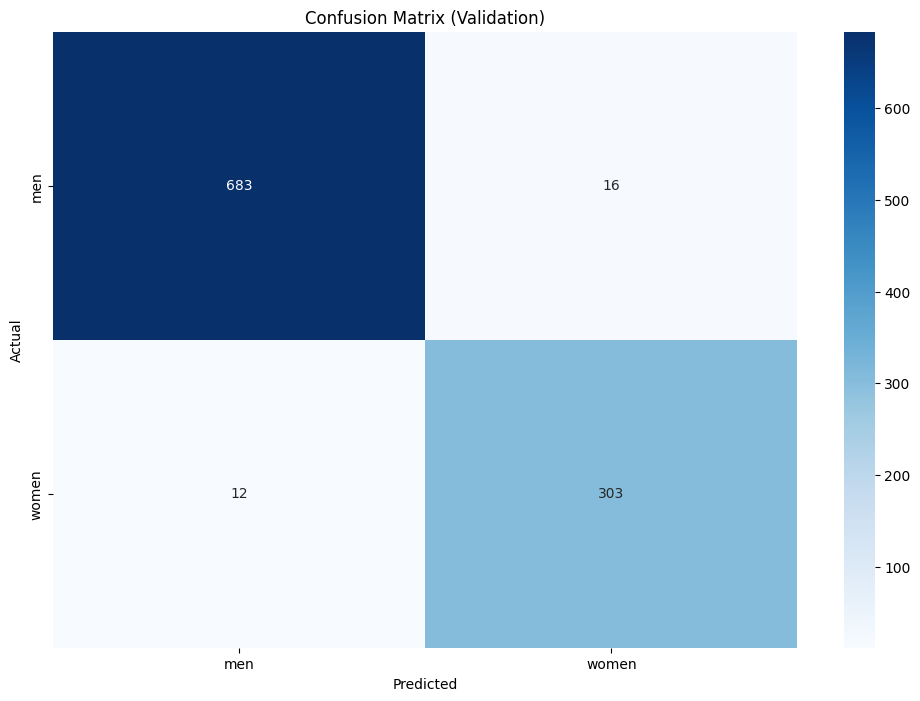 Confusion Matrix (Validation)
men
683
16
women
12
303
Actual
men
women
Predicted
600
500
400
300
200
100